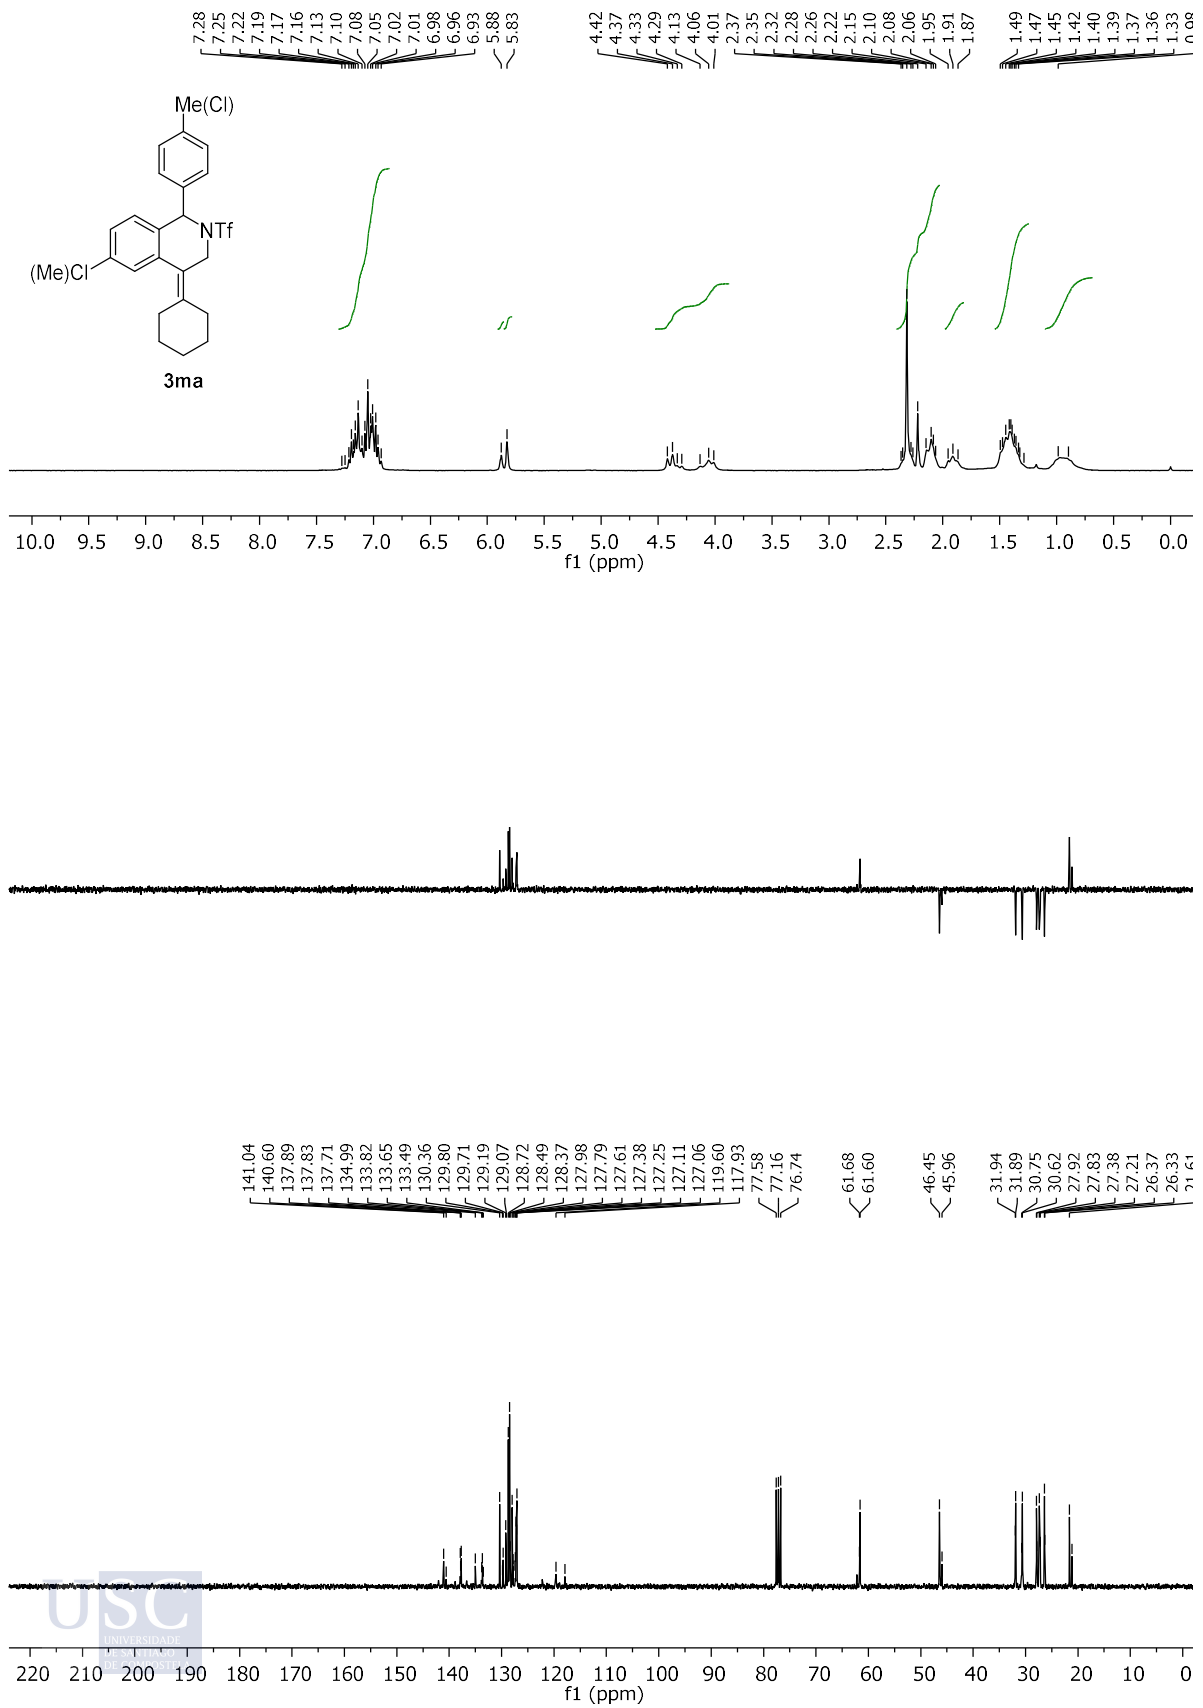 7.28 7.25 7.22 7.19 7.17 7.16 7.13 7.10 7.08 7.05 7.02 7.01 6.98 6.96 6.93 5.88 5.83 4.42 4.37 4.33 4.29 4.13 4.06 4.01 2.37 2.35 2.32 2.28 2.26 2.22 2.15 2.10 2.08 2.06 1.95 1.91 1.87 1.49 1.47 1.45 1.42 1.40 1.39 1.37 1.36 1.33 0.98
Me(Cl)
NTf
(Me)Cl
3ma
10.0 9.5 9.0 8.5 8.0 7.5 7.0 6.5 6.0 5.5 5.0 4.5 4.0 3.5 3.0 2.5 2.0 1.5 1.0 0.5 0.0
f1 (ppm)
141.04 140.60 137.89 137.83 137.71 134.99 133.82 133.65 133.49 130.36 129.80 129.71 129.19 129.07 128.72 128.49 128.37 127.98 127.79 127.61 127.38 127.25 127.11 127.06 119.60 117.93 77.58 77.16 76.74 61.68 61.60 46.45 45.96 31.94 31.89 30.75 30.62 27.92 27.83 27.38 27.21 26.37 26.33 21.61
USC
UNIVERSIDADE
DE SANTIAGO
DE COMPOSTELA
220 210 200 190 180 170 160 150 140 130 120 110 100 90 80 70 60 50 40 30 20 10 0
f1 (ppm)